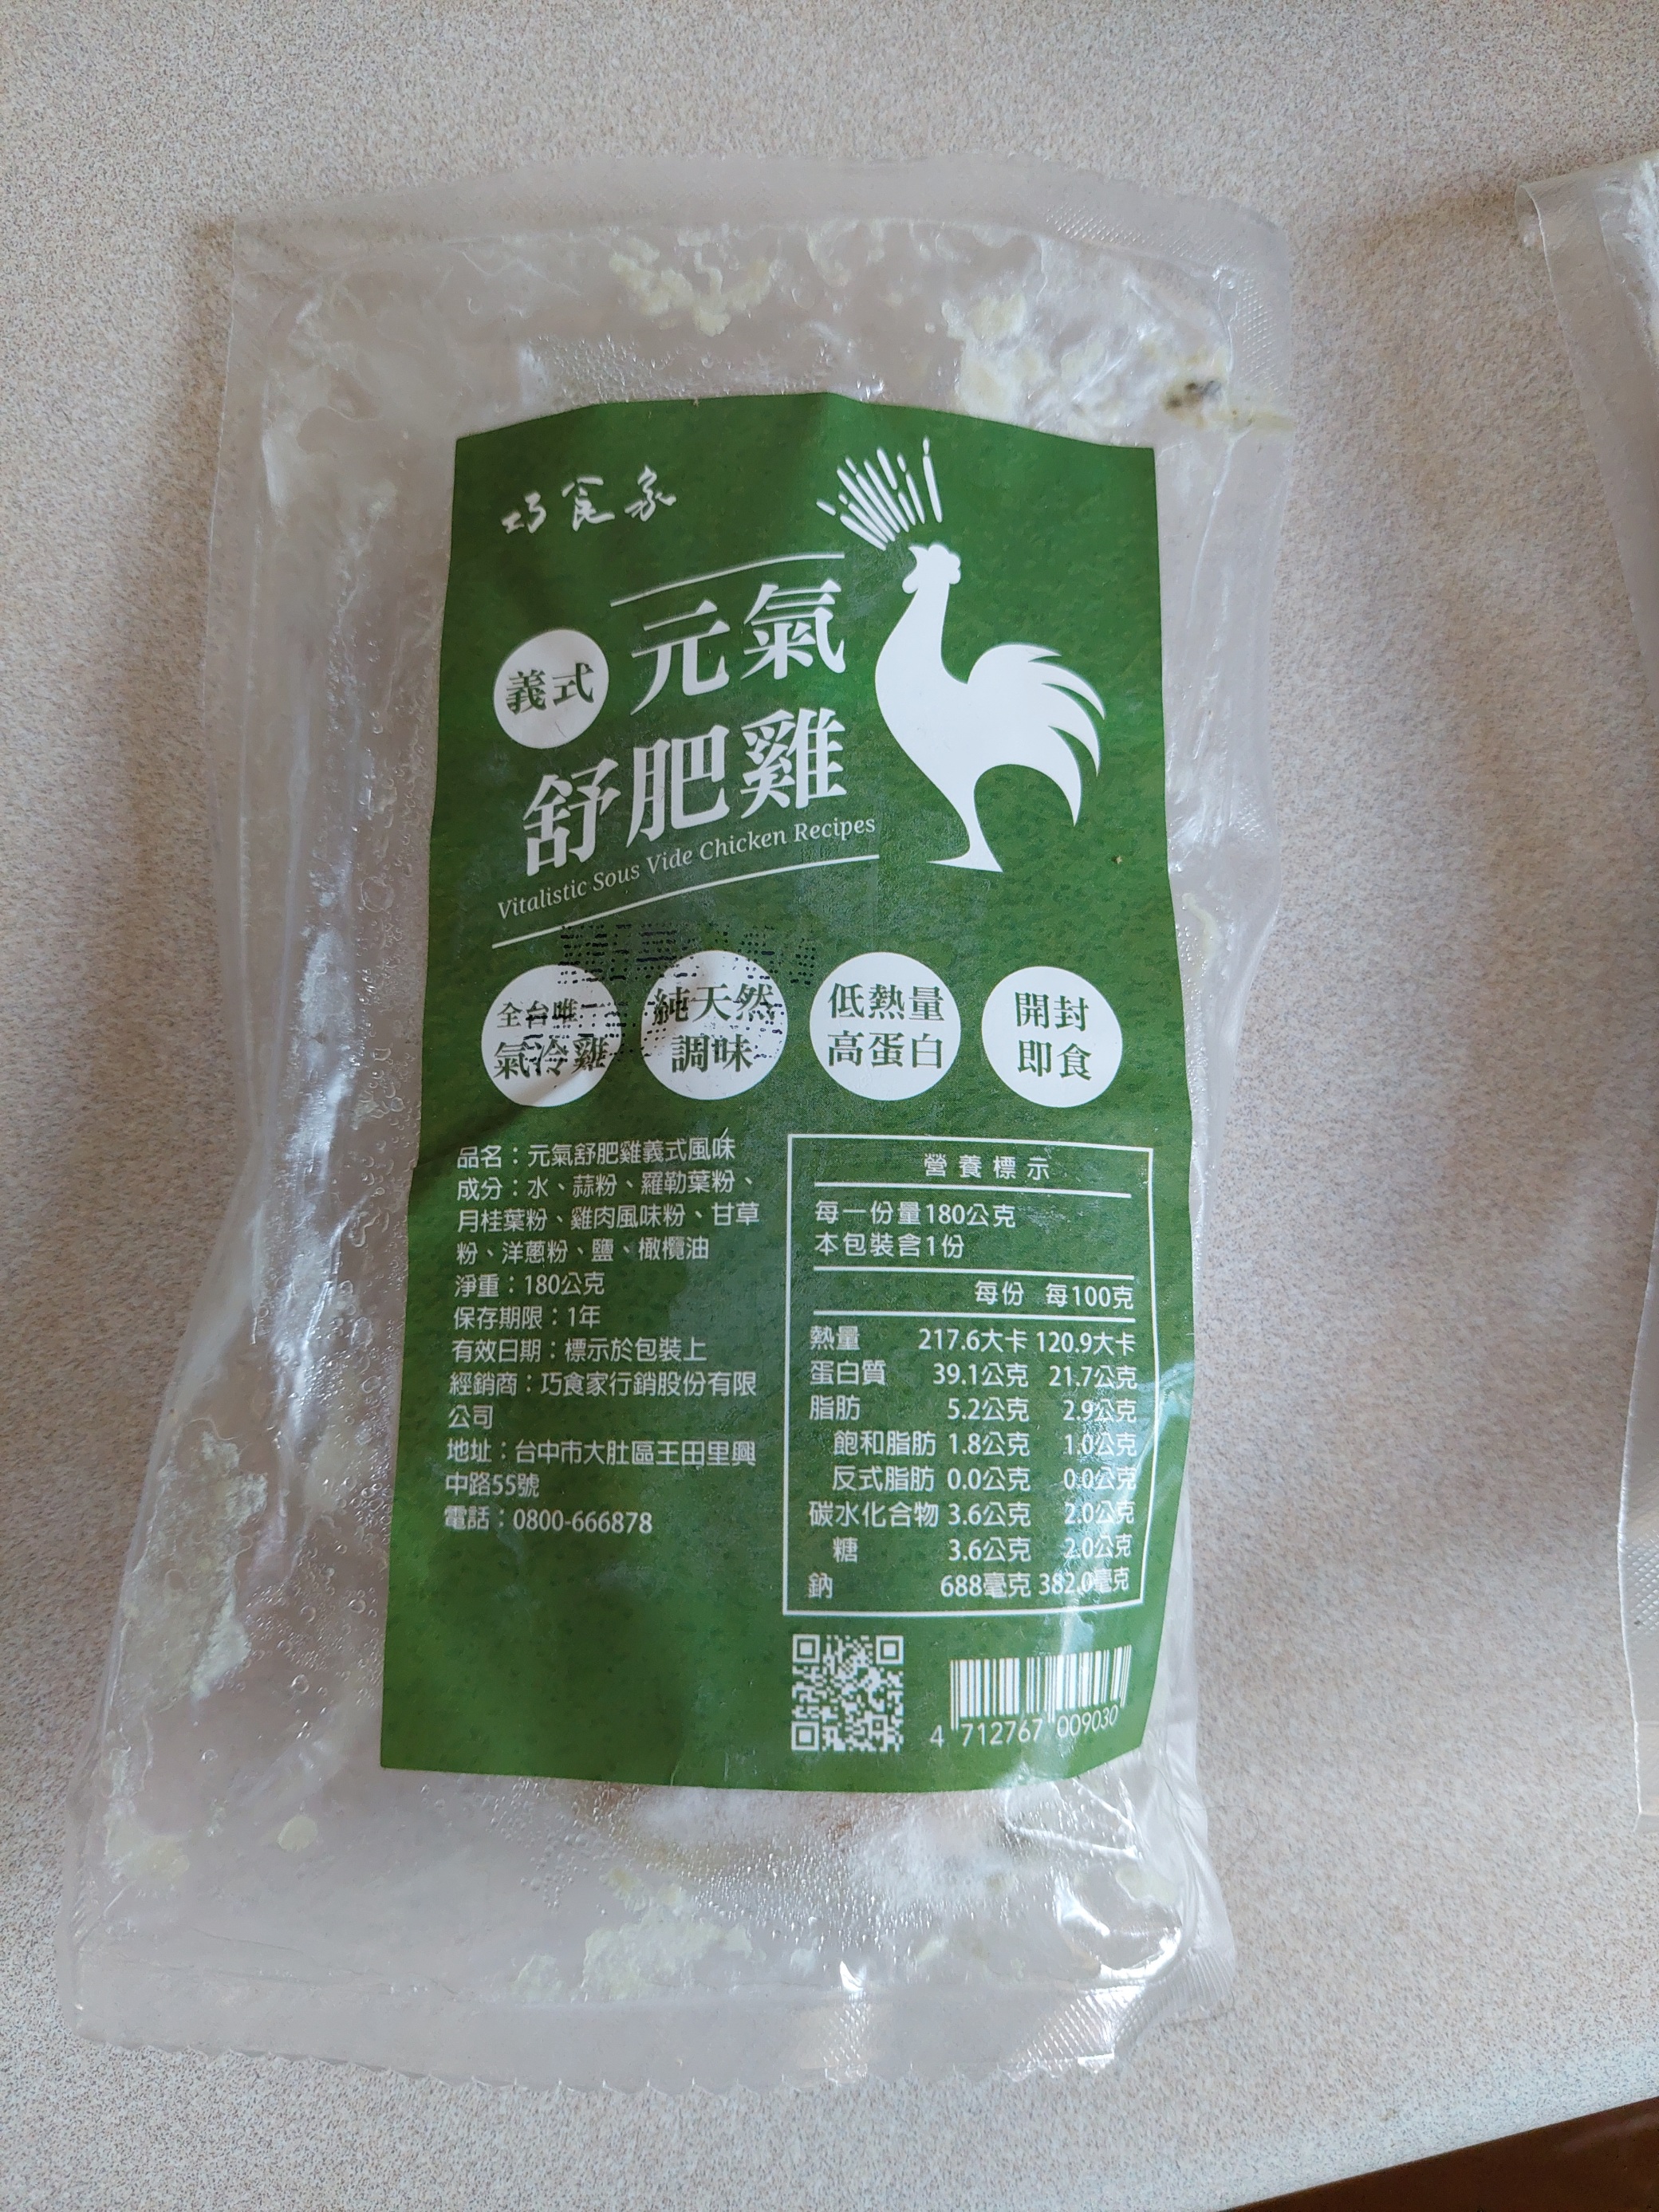 巧食家
義式
元氣
舒肥雞
Vitalistic Sous Vide Chicken Recipes
全台唯一
氣冷雞
純天然
調味
低熱量
高蛋白
開封
即食
品名：元氣舒肥雞義式風味
成分：水、蒜粉、羅勒葉粉、
月桂葉粉、雞肉風味粉、甘草
粉、洋蔥粉、鹽、橄欖油
淨重：180公克
保存期限：1年
有效日期：標示於包裝上
經銷商：巧食家行銷股份有限
公司
地址：台中市大肚區王田里興
中路55號
電話：0800-666878
營養標示
每一份量180公克
本包裝含1份
每份 每100克
熱量 217.6大卡 120.9大卡
蛋白質 39.1公克 21.7公克
脂肪 5.2公克 2.9公克
飽和脂肪 1.8公克 1.0公克
反式脂肪 0.0公克 0.0公克
碳水化合物 3.6公克 2.0公克
糖 3.6公克 2.0公克
鈉 688毫克 382.0毫克
4 712767 009030